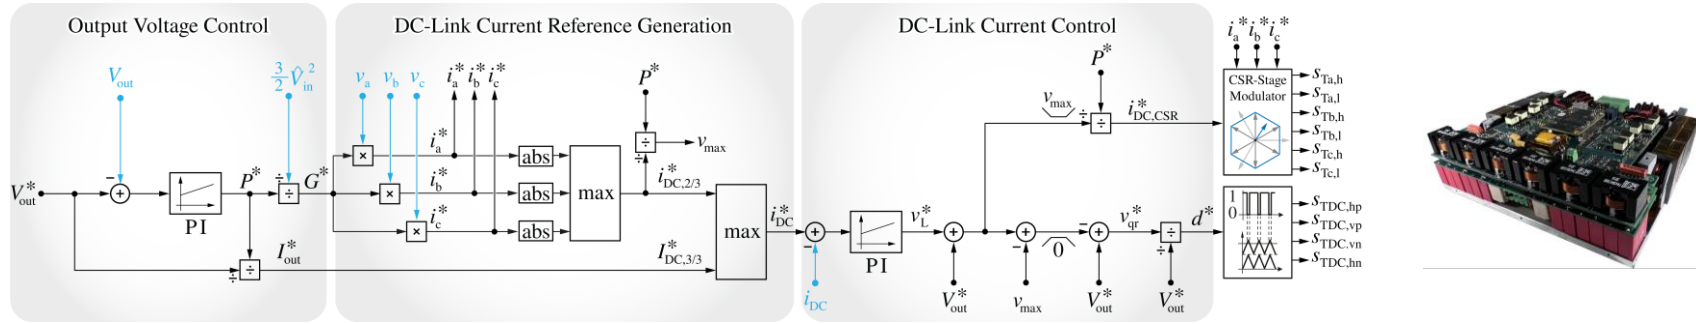 Output Voltage Control
DC-Link Current Reference Generation
DC-Link Current Control
V*out
Vout
−
+
PI
P*
3/2 V̂in²
÷
÷
G*
I*out
÷
÷
va
vb
vc
i*a
i*b
i*c
×
×
×
i*a
i*b
i*c
abs
abs
abs
max
P*
÷
÷
vmax
i*DC,2/3
I*DC,3/3
max
i*DC
+
−
iDC
PI
v*L
+
V*out
vmax
P*
÷
÷
i*DC,CSR
−
+
vmax
0
−
+
V*out
v*qr
÷
÷
V*out
d*
i*a i*b i*c
CSR-Stage
Modulator
sTa,h
sTa,l
sTb,h
sTb,l
sTc,h
sTc,l
1
0
sTDC,hp
sTDC,vp
sTDC.vn
sTDC,hn